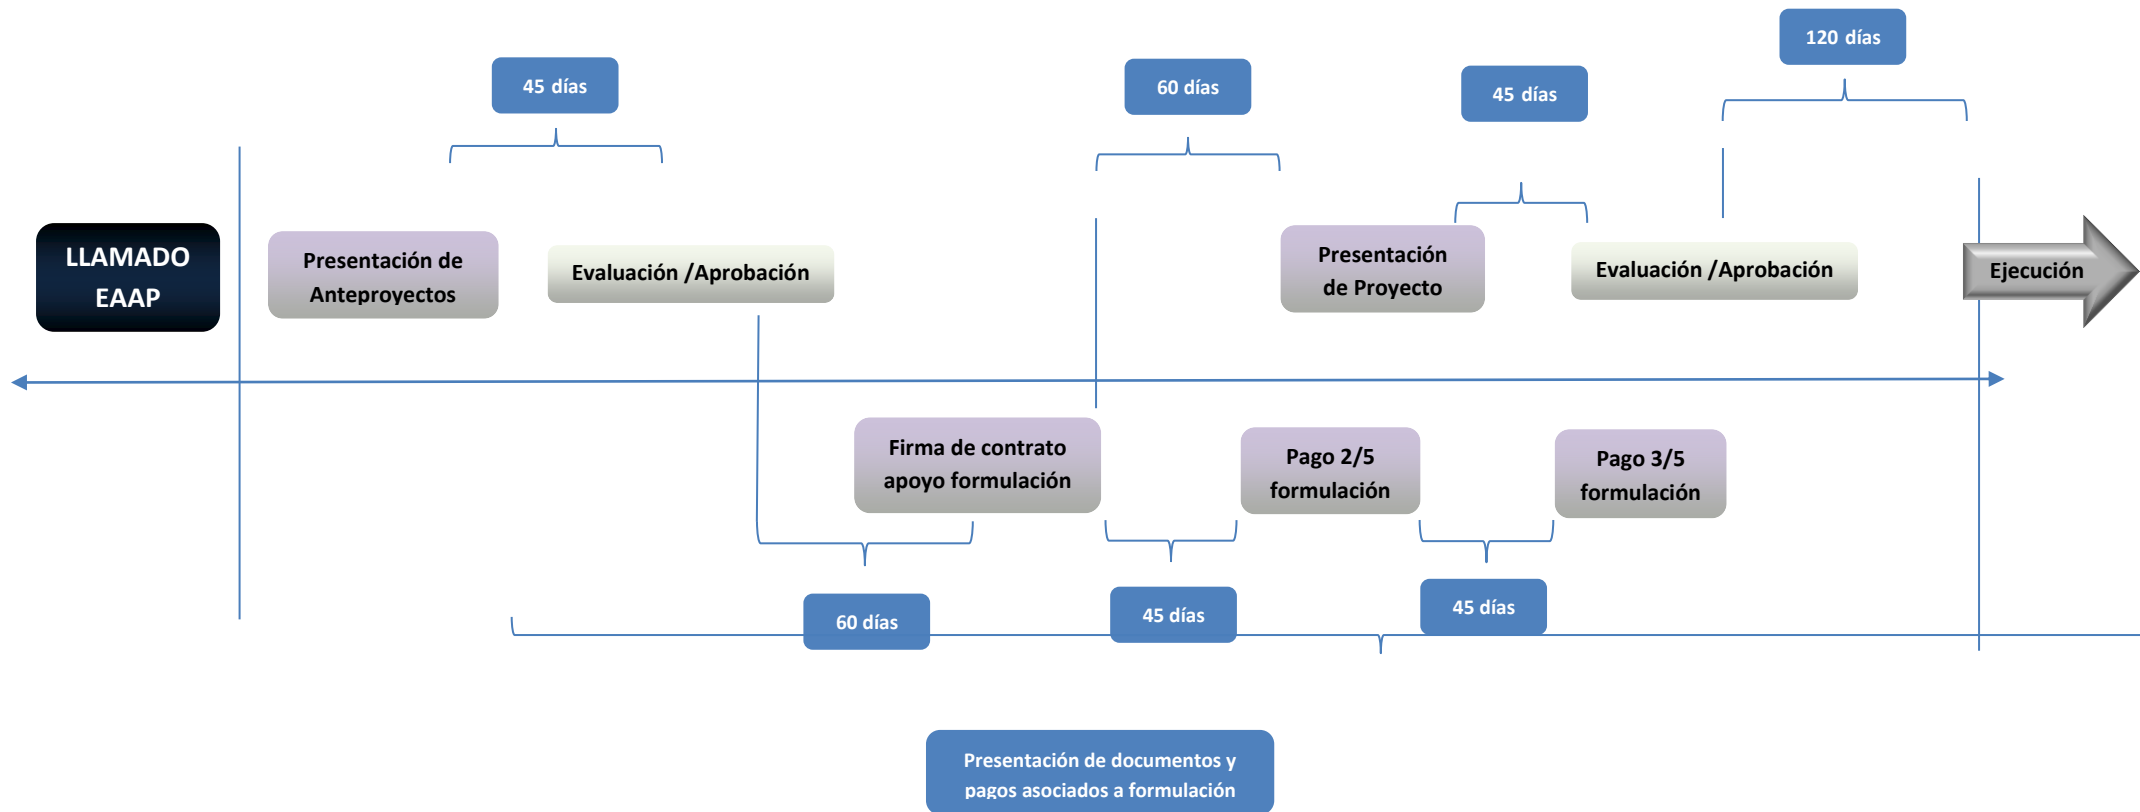 120 días
45 días
60 días
45 días
LLAMADO
EAAP
Presentación de
Anteproyectos
Evaluación /Aprobación
Presentación
de Proyecto
Evaluación /Aprobación
Ejecución
Firma de contrato
apoyo formulación
Pago 2/5
formulación
Pago 3/5
formulación
60 días
45 días
45 días
Presentación de documentos y
pagos asociados a formulación